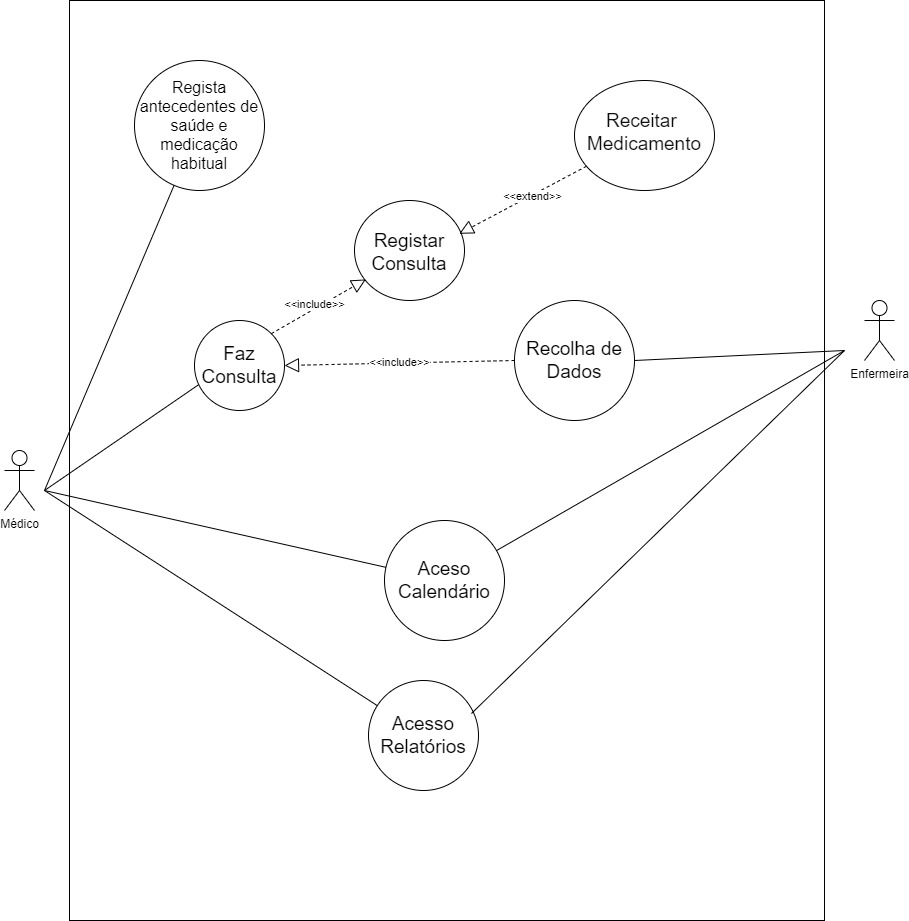 Regista
antecedentes de
saúde e
medicação
habitual
Receitar
Medicamento
<<extend>>
Registar
Consulta
<<include>>
Faz
Consulta
<<include>>
Recolha de
Dados
Enfermeira
Médico
Aceso
Calendário
Acesso
Relatórios